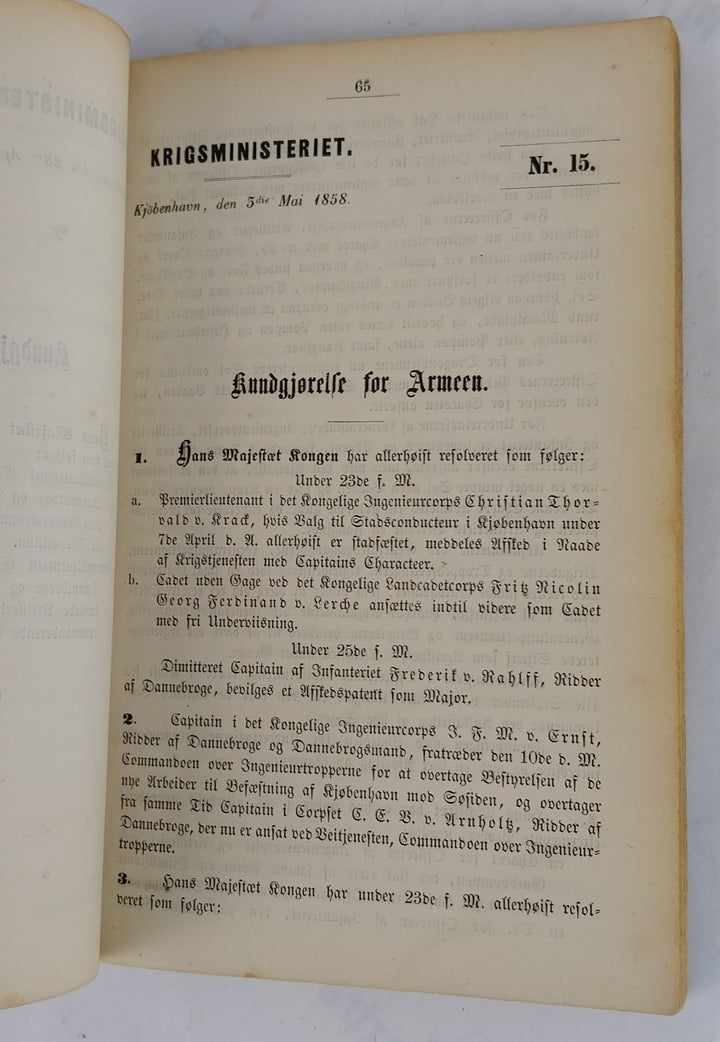 65
KRIGSMINISTERIET.
Nr. 15.
Kjöbenhavn, den 3die Mai 1858.
Kundgjørelse for Armeen.
1. Hans Majestæt Kongen har allerhøist resolveret som følger:
Under 23de f. M.
a. Premierlieutenant i det Kongelige Ingenieurcorps Christian Thor-
vald v. Krack, hvis Valg til Stadsconducteur i Kjøbenhavn under
7de April d. A. allerhøist er stadfæstet, meddeles Afsked i Naade
af Krigstjenesten med Capitains Characteer.
b. Cadet uden Gage ved det Kongelige Landcadetcorps Fritz Nicolin
Georg Ferdinand v. Lerche ansættes indtil videre som Cadet
med fri Underviisning.
Under 25de f. M.
Dimitteret Capitain af Infanteriet Frederik v. Rahlff, Ridder
af Dannebroge, bevilges et Afskedspatent som Major.
2. Capitain i det Kongelige Ingenieurcorps J. F. M. v. Ernst,
Ridder af Dannebroge og Dannebrogsmand, fratræder den 10de d. M.
Commandoen over Ingenieurtropperne for at overtage Bestyrelsen af de
nye Arbeider til Befæstning af Kjøbenhavn mod Søsiden, og overtager
fra samme Tid Capitain i Corpset C. E. V. v. Arnholtz, Ridder af
Dannebroge, der nu er ansat ved Veitjenesten, Commandoen over Ingenieur-
tropperne.
3. Hans Majestæt Kongen har under 23de f. M. allerhøist resol-
veret som følger: